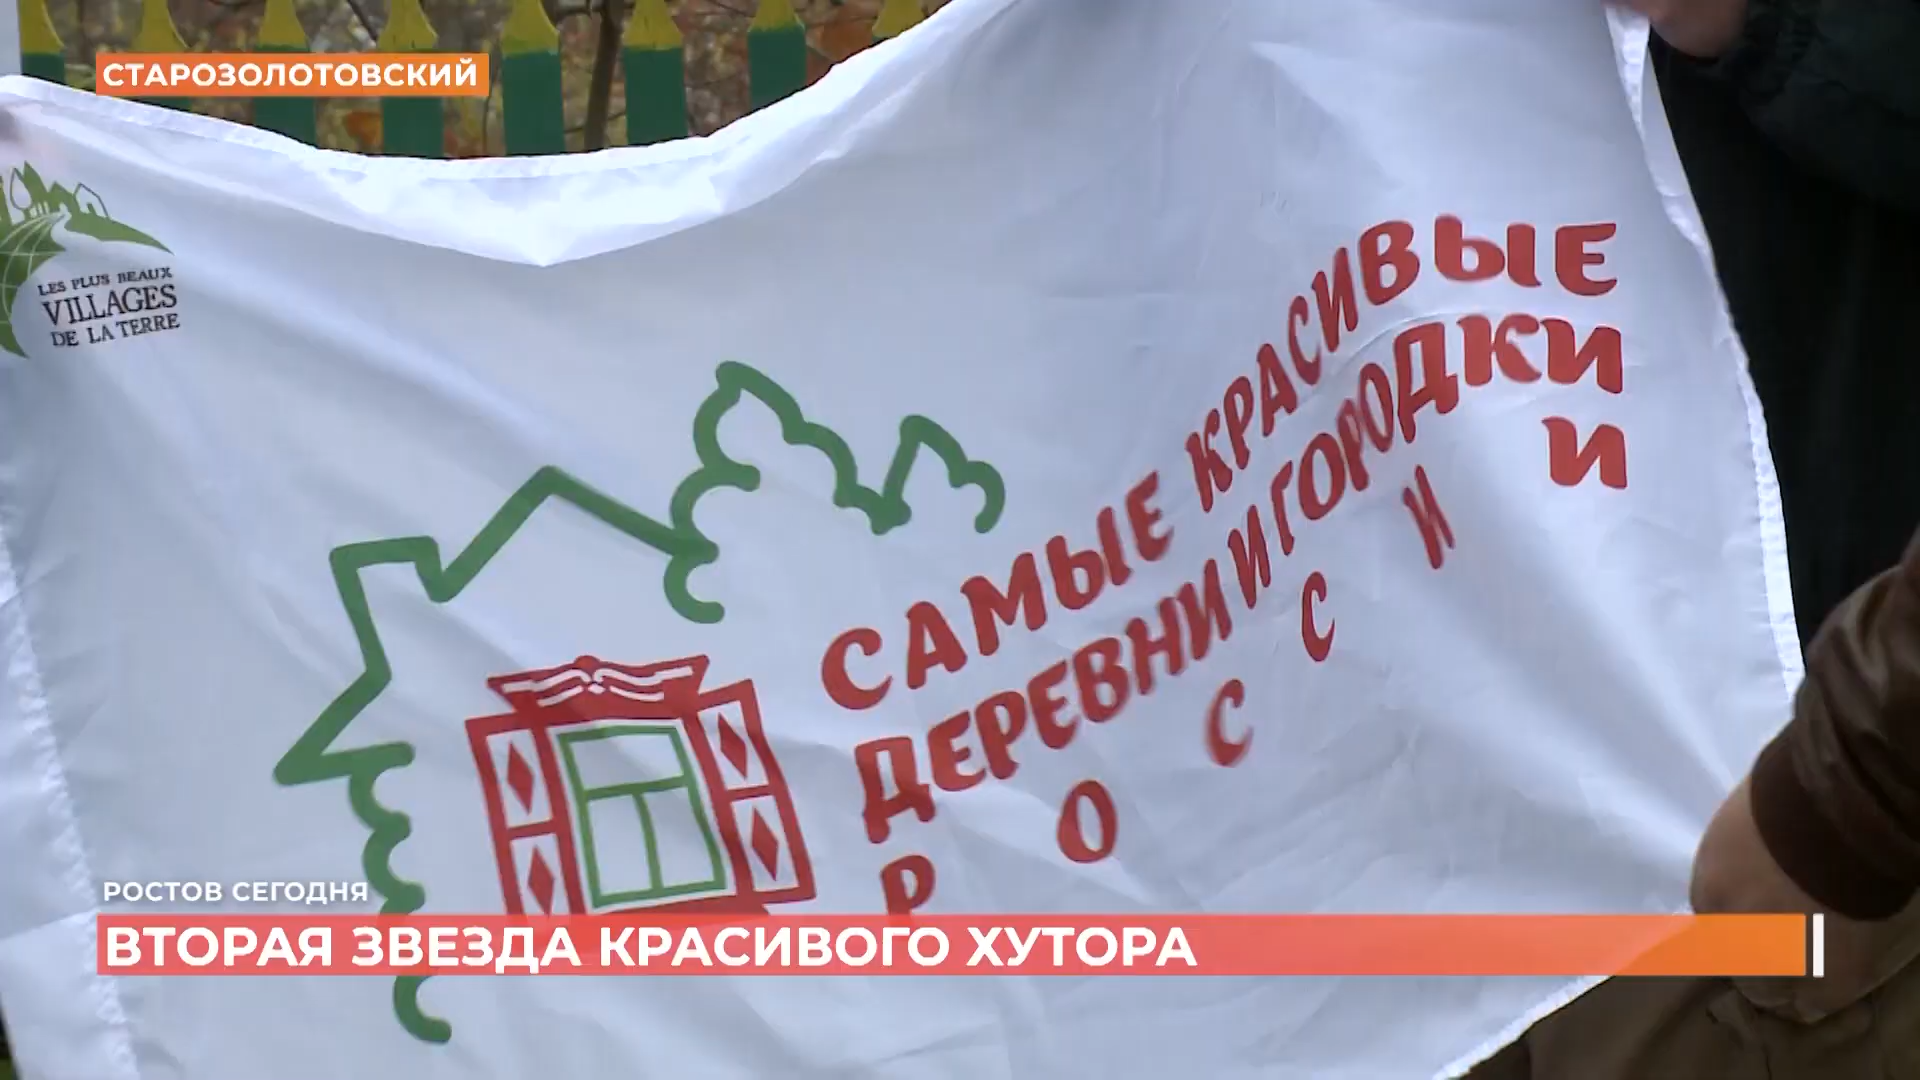 СТАРОЗОЛОТОВСКИЙ
LES PLUS BEAUX
VILLAGES
DE LA TERRE
САМЫЕ КРАСИВЫЕ
ДЕРЕВНИ И ГОРОДКИ
РОССИИ
РОСТОВ СЕГОДНЯ
ВТОРАЯ ЗВЕЗДА КРАСИВОГО ХУТОРА